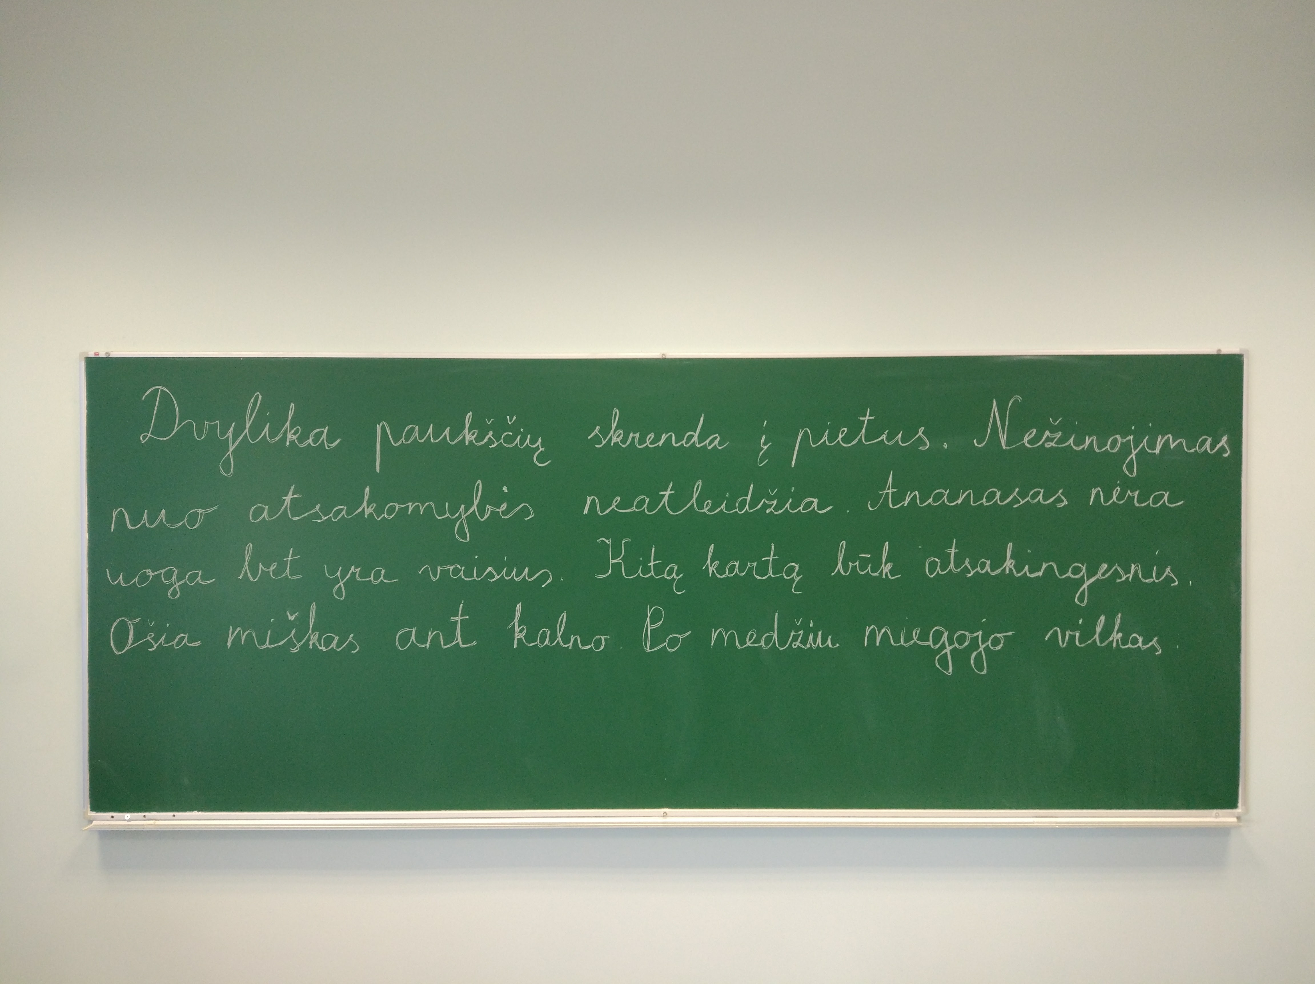 Dvylika paukščių skrenda į pietus. Nežinojimas
nuo atsakomybės neatleidžia. Ananasas nėra
uoga bet yra vaisius. Kitą kartą būk atsakingesnis.
Ošia miškas ant kalno. Po medžiu miegojo vilkas.